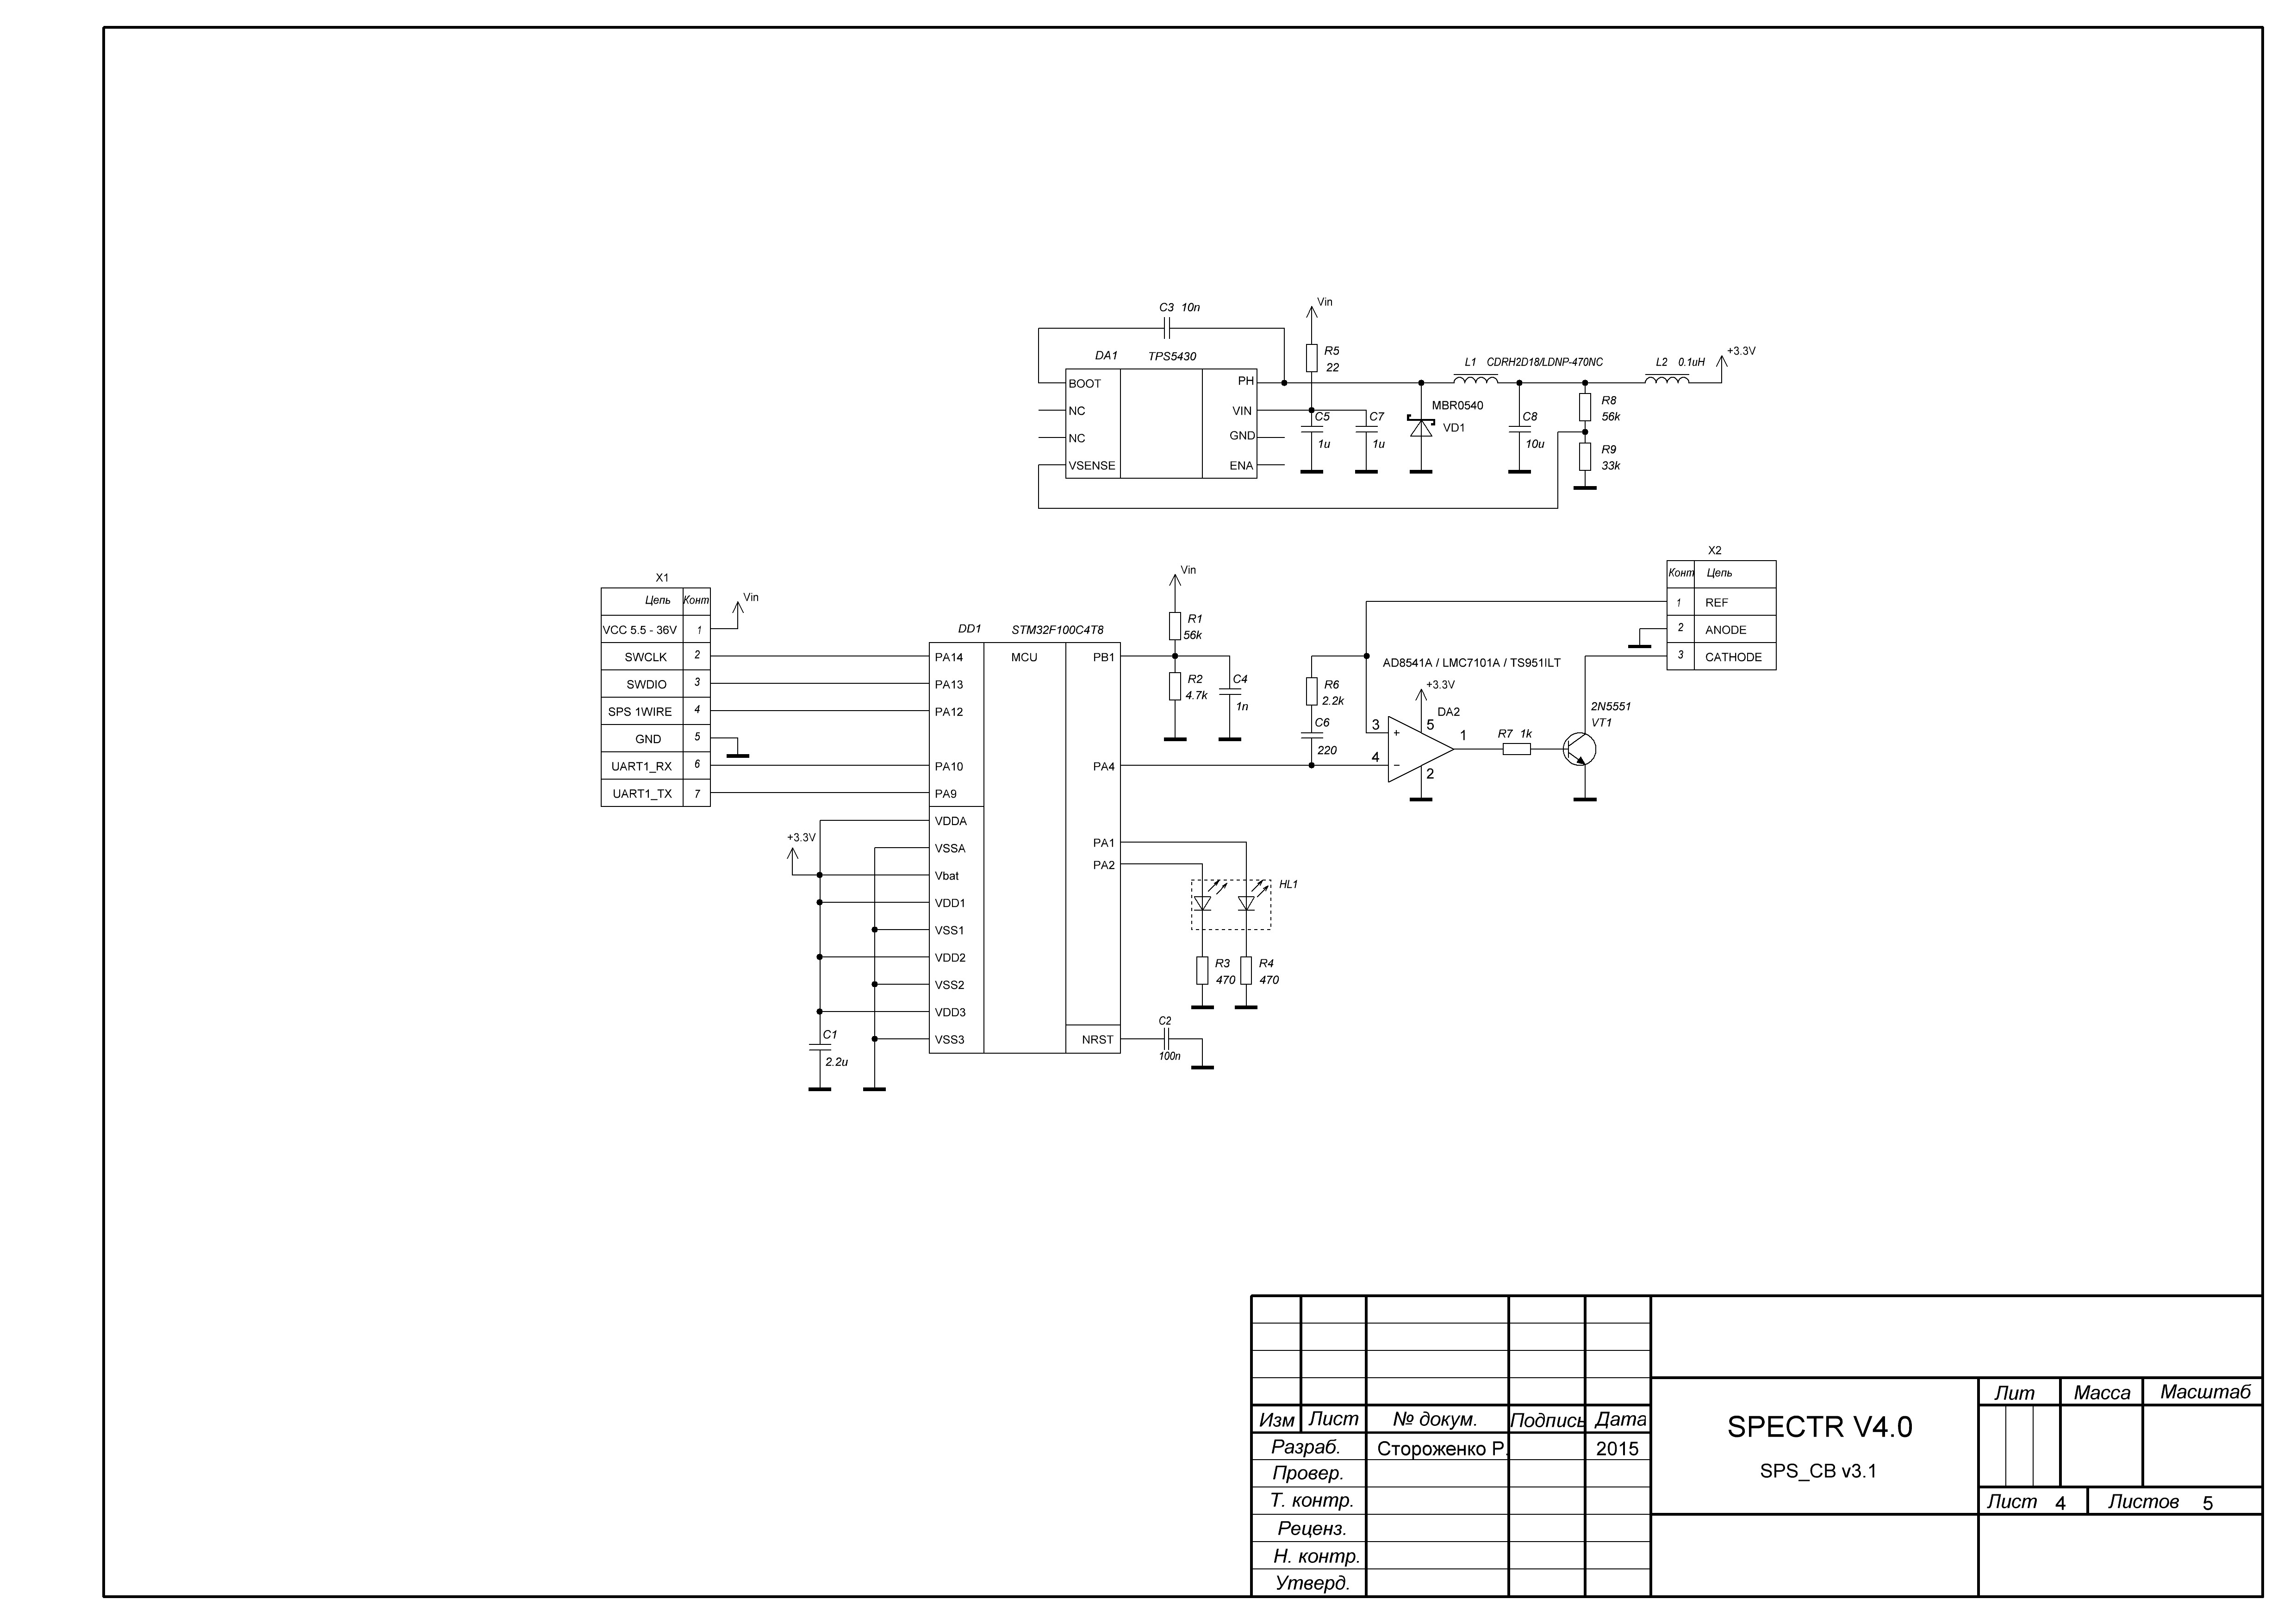 C3 10n
Vin
DA1 TPS5430
R5
22
L1 CDRH2D18/LDNP-470NC
L2 0.1uH
+3.3V
BOOT
PH
NC
VIN
NC
GND
VSENSE
ENA
C5
1u
C7
1u
MBR0540
VD1
C8
10u
R8
56k
R9
33k
X1
Цепь Конт
VCC 5.5 - 36V 1
SWCLK 2
SWDIO 3
SPS 1WIRE 4
GND 5
UART1_RX 6
UART1_TX 7
Vin
DD1 STM32F100C4T8
MCU
PA14
PA13
PA12
PA10
PA9
VDDA
VSSA
Vbat
VDD1
VSS1
VDD2
VSS2
VDD3
VSS3
PB1
PA4
PA1
PA2
NRST
+3.3V
C1
2.2u
Vin
R1
56k
R2
4.7k
C4
1n
HL1
R3
470
R4
470
C2
100n
R6
2.2k
C6
220
AD8541A / LMC7101A / TS951ILT
+3.3V
DA2
3
5
+
1
4
−
2
R7 1k
2N5551
VT1
X2
Конт Цепь
1 REF
2 ANODE
3 CATHODE
Изм Лист № докум. Подпись Дата
Разраб. Стороженко Р. 2015
Провер.
Т. контр.
Реценз.
Н. контр.
Утверд.
SPECTR V4.0
SPS_CB v3.1
Лит Масса Масштаб
Лист 4 Листов 5